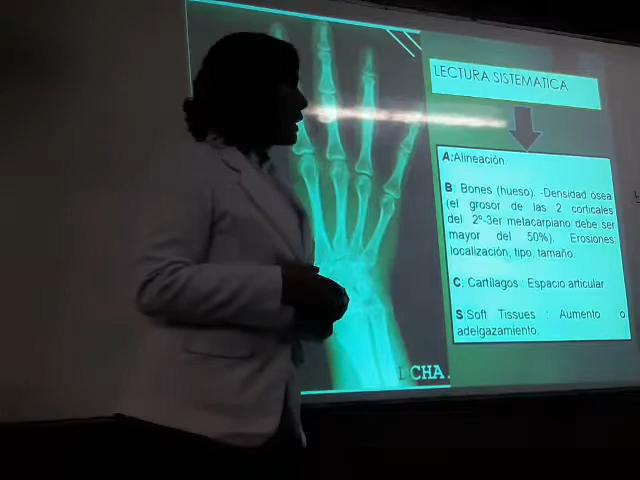 LECTURA SISTEMATICA
A:Alineación
B: Bones (hueso). -Densidad ósea
(el grosor de las 2 corticales
del 2º-3er metacarpiano debe ser
mayor del 50%). Erosiones:
localización, tipo, tamaño.
C: Cartílagos : Espacio articular
S:Soft Tissues : Aumento o
adelgazamiento.
CHA.